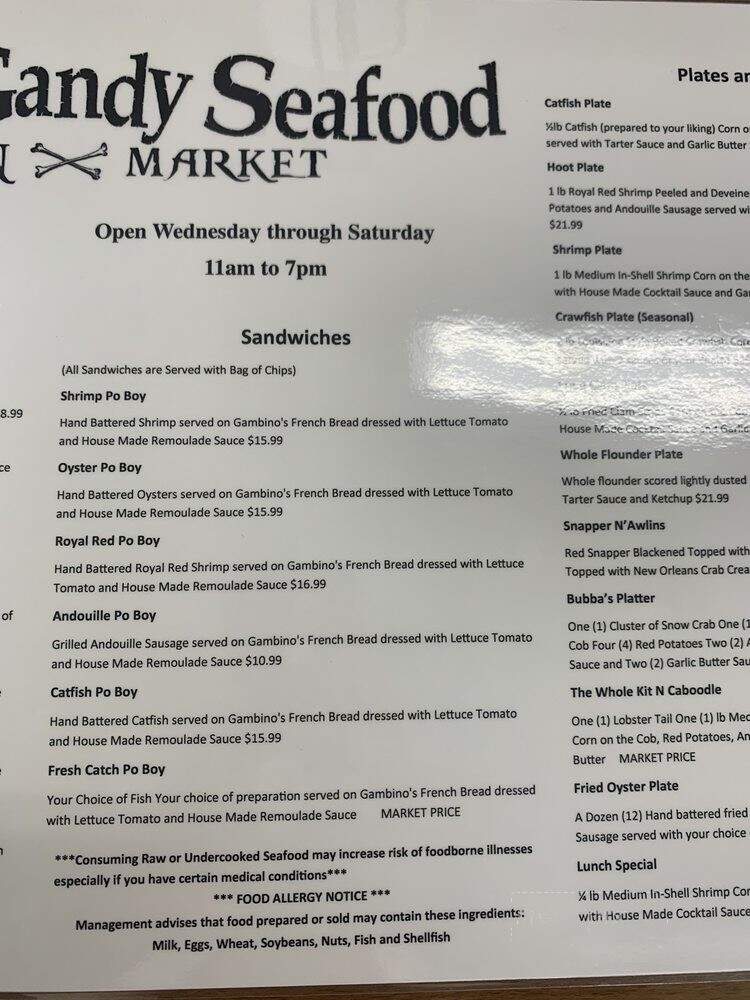 Gandy Seafood
MARKET
Open Wednesday through Saturday
11am to 7pm
8.99
ce
of
Sandwiches
(All Sandwiches are Served with Bag of Chips)
Shrimp Po Boy
Hand Battered Shrimp served on Gambino's French Bread dressed with Lettuce Tomato
and House Made Remoulade Sauce $15.99
Oyster Po Boy
Hand Battered Oysters served on Gambino's French Bread dressed with Lettuce Tomato
and House Made Remoulade Sauce $15.99
Royal Red Po Boy
Hand Battered Royal Red Shrimp served on Gambino's French Bread dressed with Lettuce
Tomato and House Made Remoulade Sauce $16.99
Andouille Po Boy
Grilled Andouille Sausage served on Gambino's French Bread dressed with Lettuce Tomato
and House Made Remoulade Sauce $10.99
Catfish Po Boy
Hand Battered Catfish served on Gambino's French Bread dressed with Lettuce Tomato
and House Made Remoulade Sauce $15.99
Fresh Catch Po Boy
Your Choice of Fish Your choice of preparation served on Gambino's French Bread dressed
with Lettuce Tomato and House Made Remoulade Sauce MARKET PRICE
***Consuming Raw or Undercooked Seafood may increase risk of foodborne illnesses
especially if you have certain medical conditions***
*** FOOD ALLERGY NOTICE ***
Management advises that food prepared or sold may contain these ingredients:
Milk, Eggs, Wheat, Soybeans, Nuts, Fish and Shellfish
Plates an
Catfish Plate
½lb Catfish (prepared to your liking) Corn o
served with Tarter Sauce and Garlic Butter
Hoot Plate
1 lb Royal Red Shrimp Peeled and Deveine
Potatoes and Andouille Sausage served wi
$21.99
Shrimp Plate
1 lb Medium In-Shell Shrimp Corn on the
with House Made Cocktail Sauce and Ga
Crawfish Plate (Seasonal)
½ lb Fried Clam
House Made Cocktail Sauce and Garlic
Whole Flounder Plate
Whole flounder scored lightly dusted
Tarter Sauce and Ketchup $21.99
Snapper N'Awlins
Red Snapper Blackened Topped with
Topped with New Orleans Crab Crea
Bubba's Platter
One (1) Cluster of Snow Crab One (1
Cob Four (4) Red Potatoes Two (2) A
Sauce and Two (2) Garlic Butter Sau
The Whole Kit N Caboodle
One (1) Lobster Tail One (1) lb Med
Corn on the Cob, Red Potatoes, An
Butter MARKET PRICE
Fried Oyster Plate
A Dozen (12) Hand battered fried
Sausage served with your choice
Lunch Special
¼ lb Medium In-Shell Shrimp Cor
with House Made Cocktail Sauce